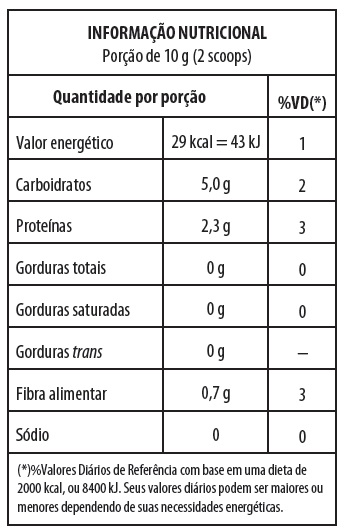 INFORMAÇÃO NUTRICIONAL
Porção de 10 g (2 scoops)
Quantidade por porção %VD(*)
Valor energético 29 kcal = 43 kJ 1
Carboidratos 5,0 g 2
Proteínas 2,3 g 3
Gorduras totais 0 g 0
Gorduras saturadas 0 g 0
Gorduras trans 0 g –
Fibra alimentar 0,7 g 3
Sódio 0 0
(*)%Valores Diários de Referência com base em uma dieta de
2000 kcal, ou 8400 kJ. Seus valores diários podem ser maiores ou
menores dependendo de suas necessidades energéticas.